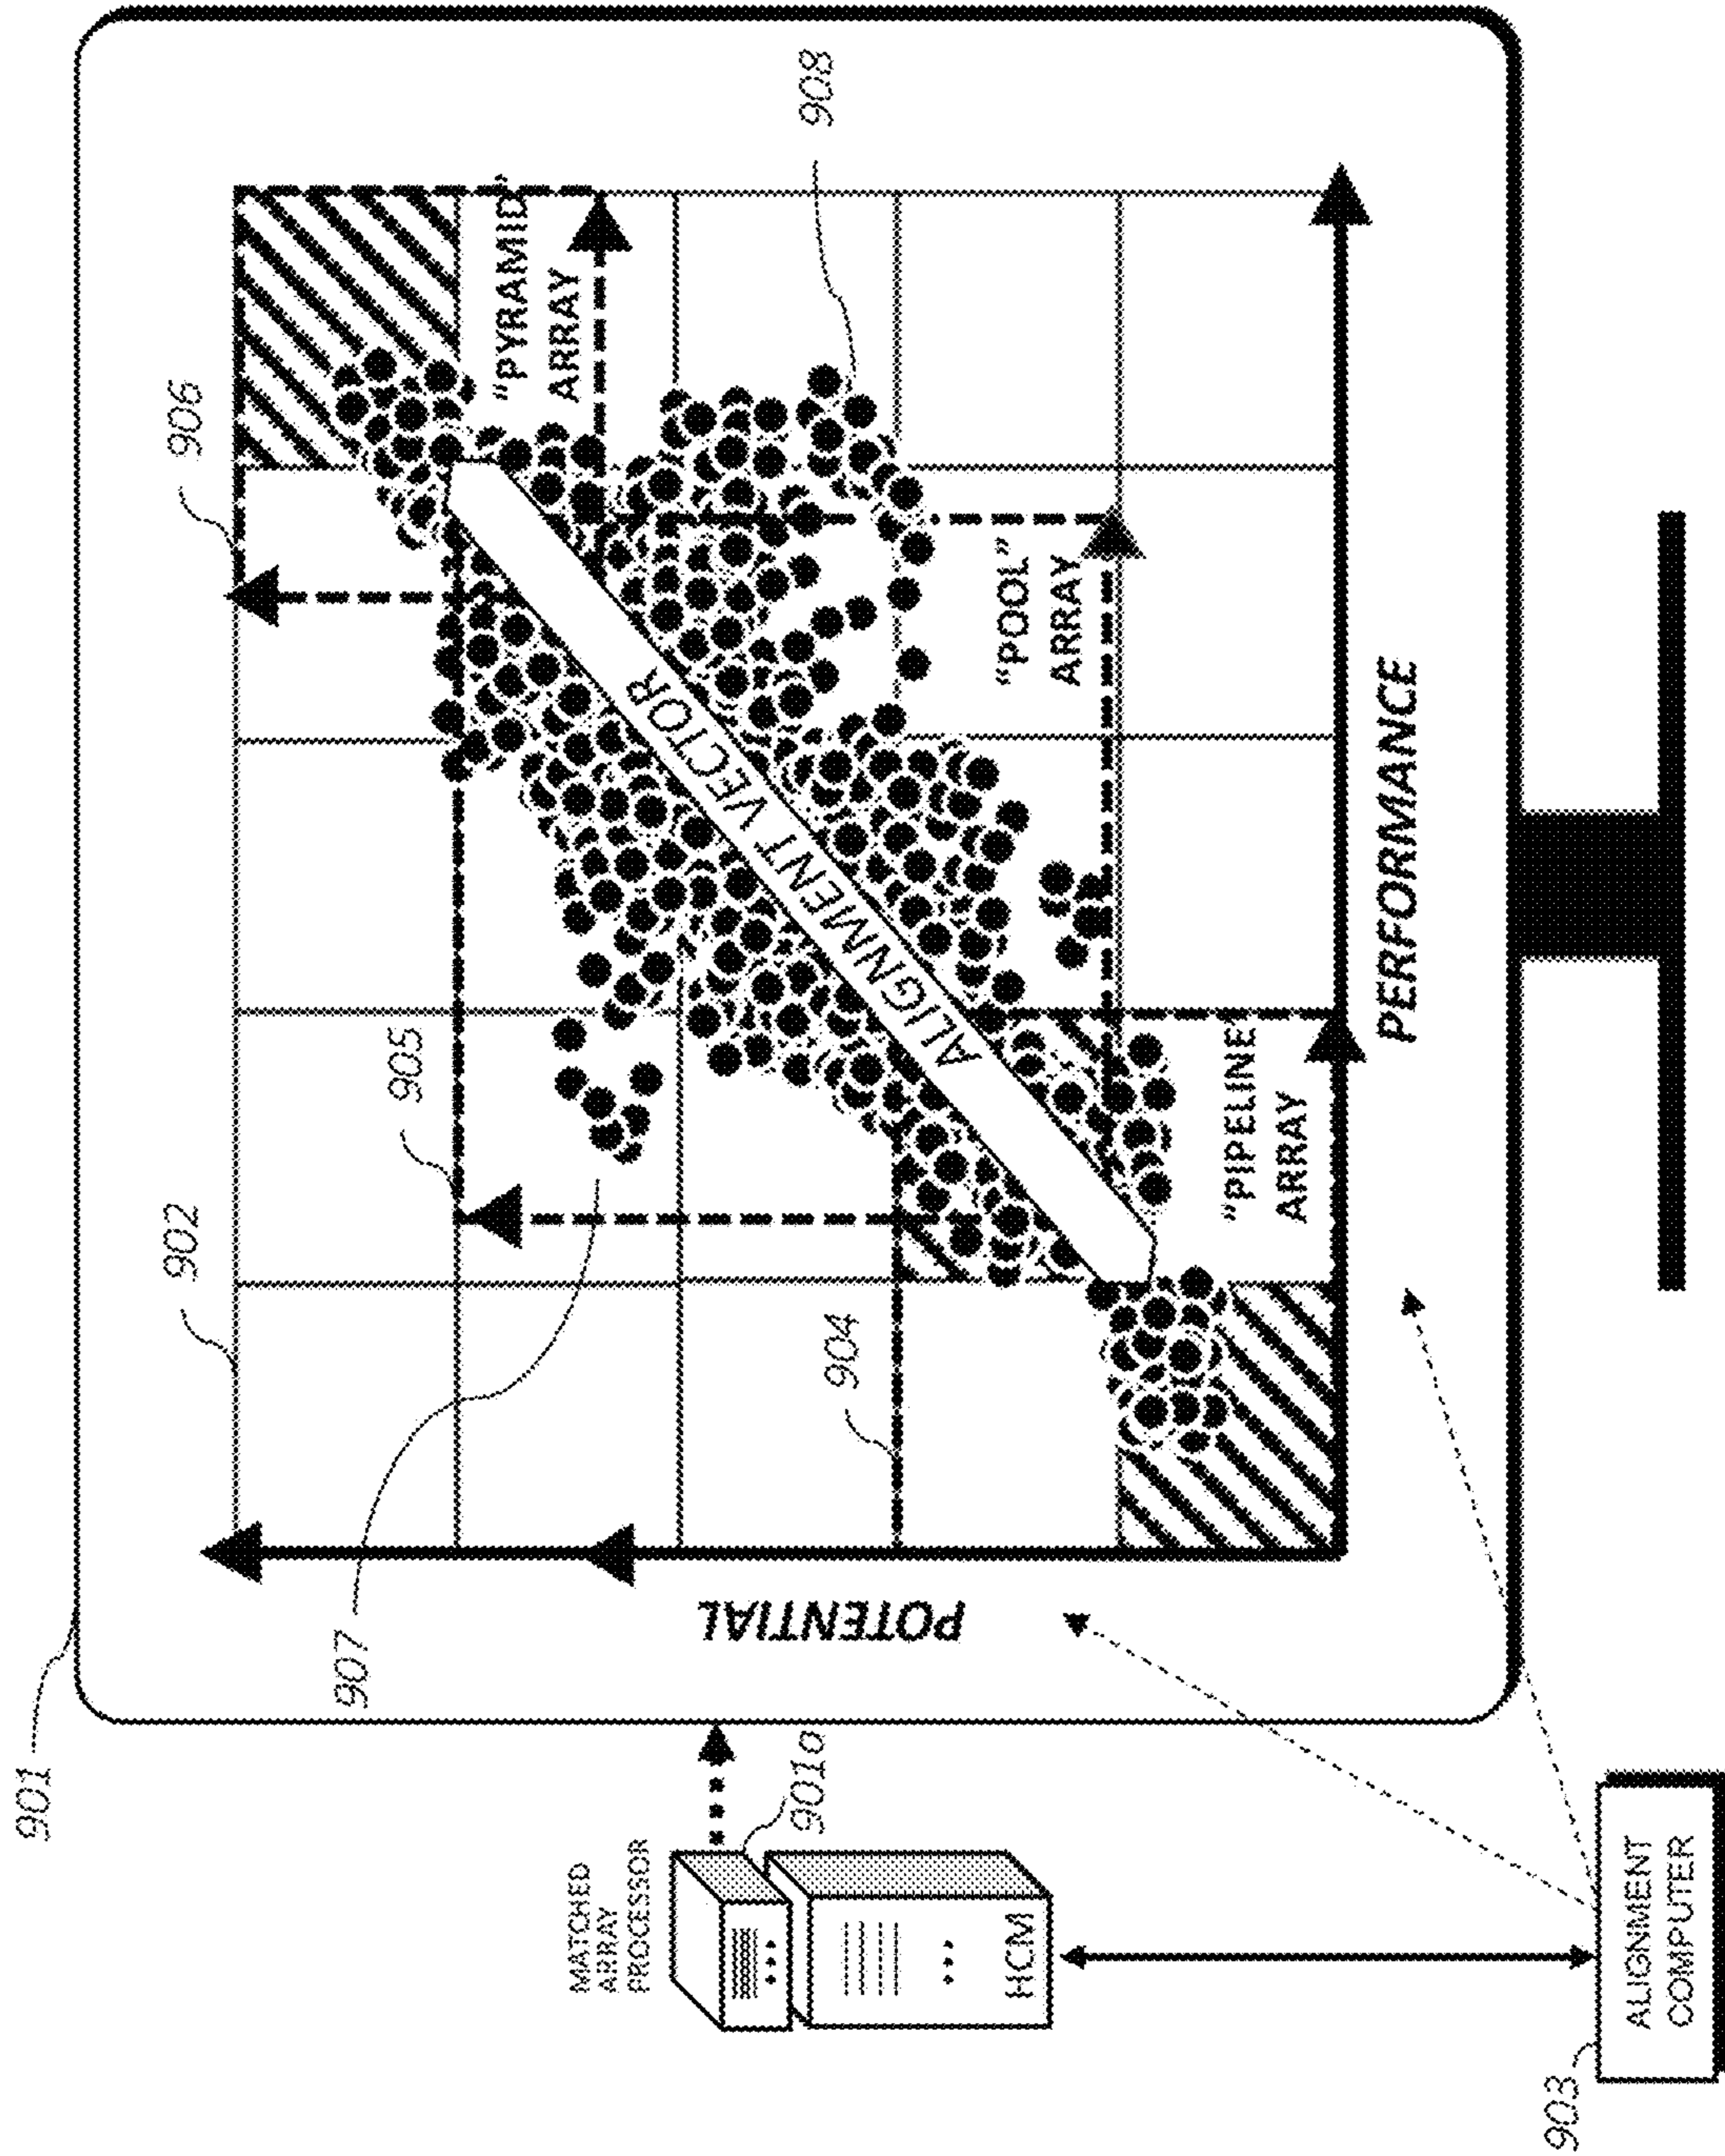 901
902
906
905
907
908
"PYRAMID"
ARRAY
MATCHED
ARRAY
PROCESSOR
901a
HCM
POTENTIAL
904
ALIGNMENT VECTOR
"POOL"
ARRAY
"PIPELINE
ARRAY
PERFORMANCE
903
ALIGNMENT
COMPUTER